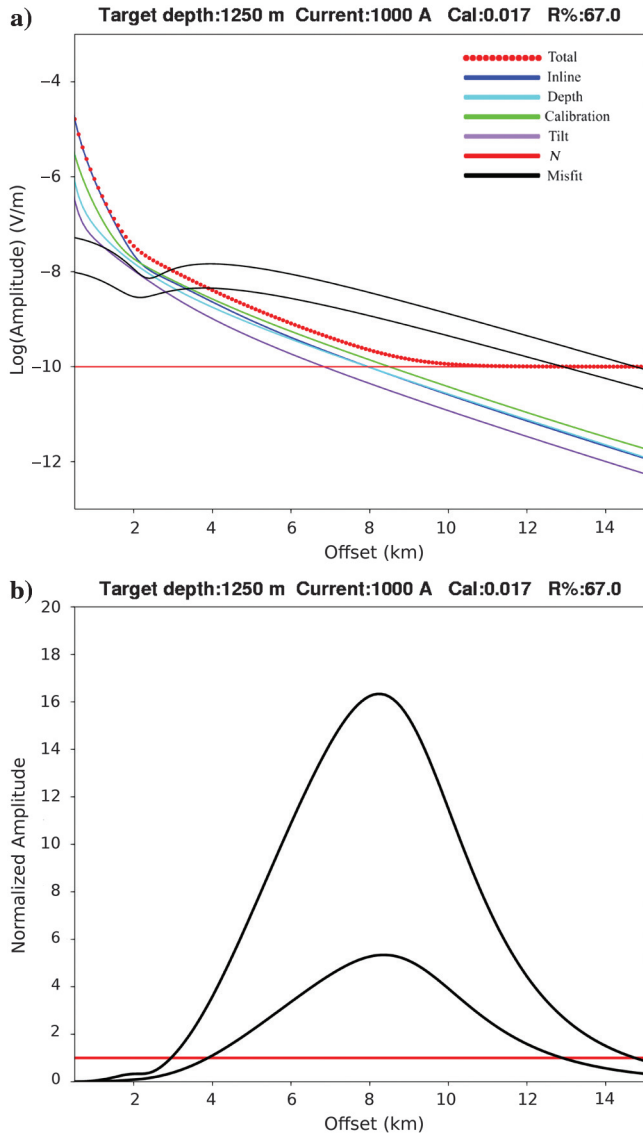 a) Target depth:1250 m Current:1000 A Cal:0.017 R%:67.0
Total
Inline
Depth
Calibration
Tilt
N
Misfit
Log(Amplitude) (V/m)
−4
−6
−8
−10
−12
2 4 6 8 10 12 14
Offset (km)
b) Target depth:1250 m Current:1000 A Cal:0.017 R%:67.0
Normalized Amplitude
20
18
16
14
12
10
8
6
4
2
0
2 4 6 8 10 12 14
Offset (km)